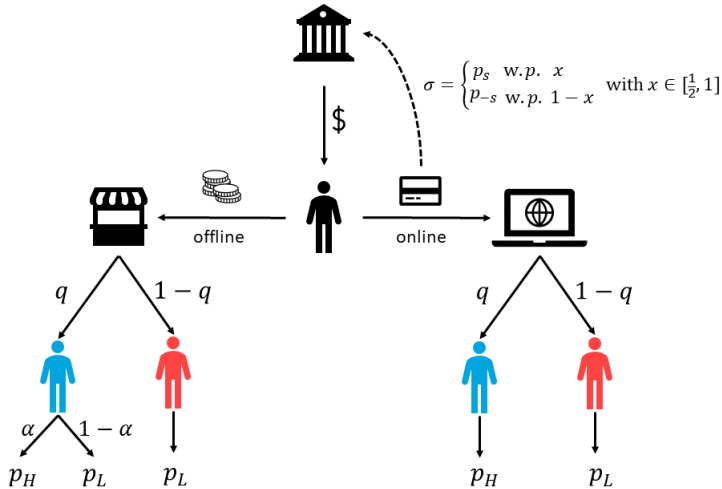 σ = { p_s w.p. x
p_{-s} w.p. 1 − x with x ∈ [1/2, 1]
$
offline
online
q
1 − q
q
1 − q
α
1 − α
p_H
p_L
p_L
p_H
p_L